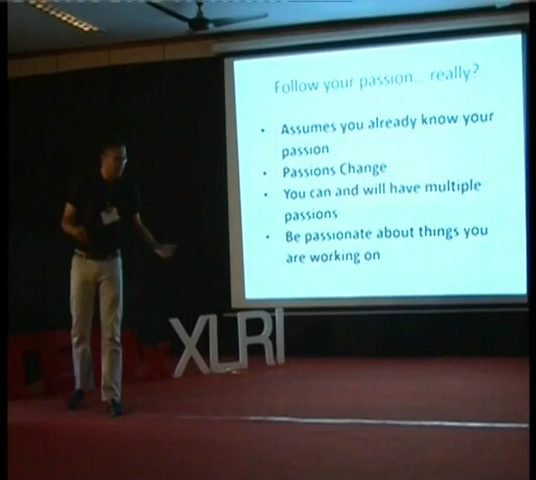 Follow your passion... really?
• Assumes you already know your
passion
• Passions Change
• You can and will have multiple
passions
• Be passionate about things you
are working on
TEDx XLRI